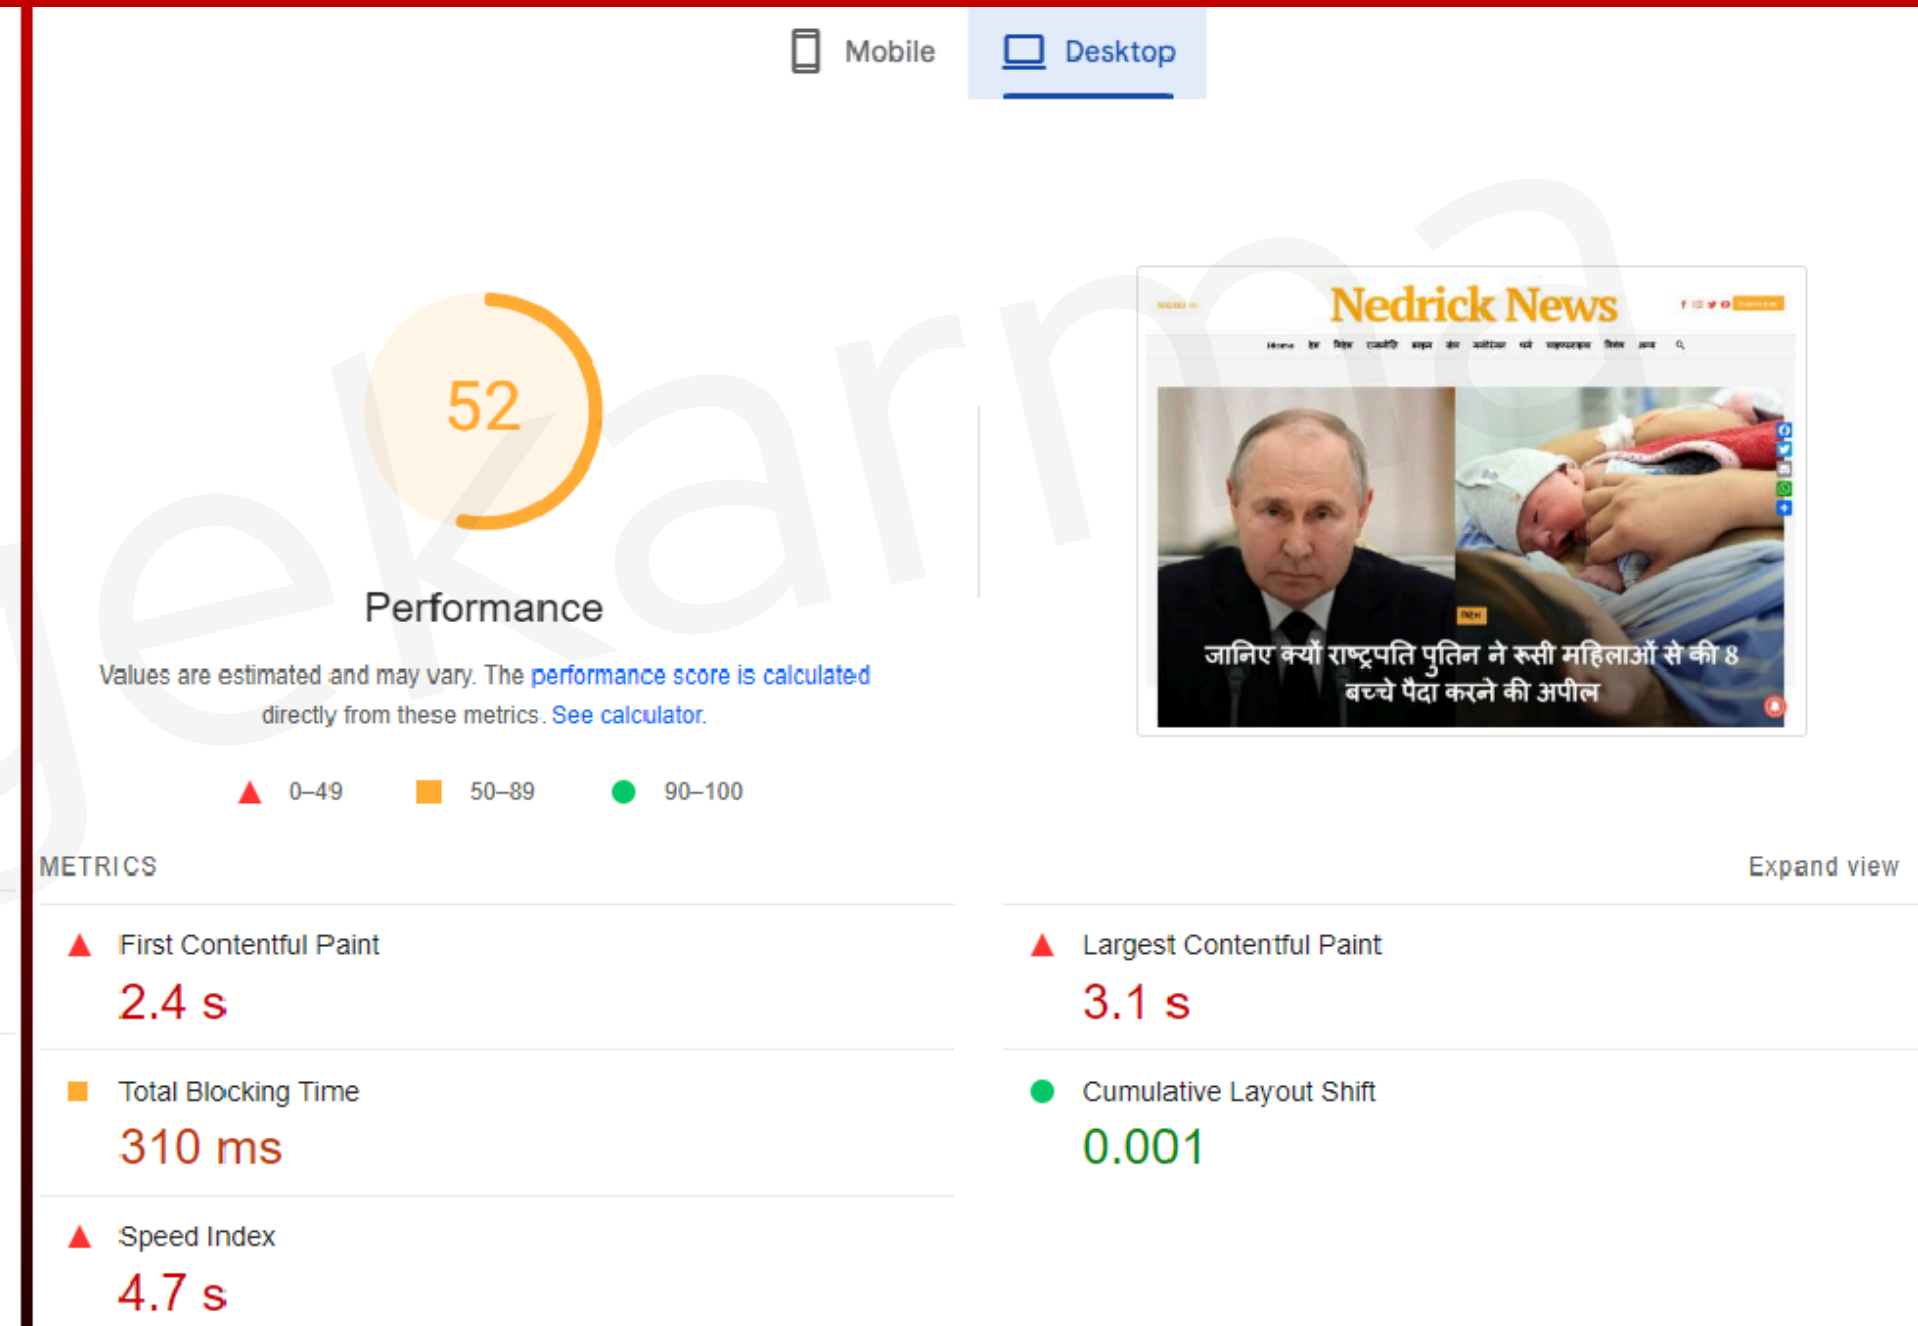 Mobile
Desktop
Nedrick News
Home
52
Performance
Values are estimated and may vary. The performance score is calculated
directly from these metrics. See calculator.
0–49
50–89
90–100
जानिए क्यों राष्ट्रपति पुतिन ने रूसी महिलाओं से की 8
बच्चे पैदा करने की अपील
METRICS
Expand view
First Contentful Paint
2.4 s
Largest Contentful Paint
3.1 s
Total Blocking Time
310 ms
Cumulative Layout Shift
0.001
Speed Index
4.7 s
gekarma